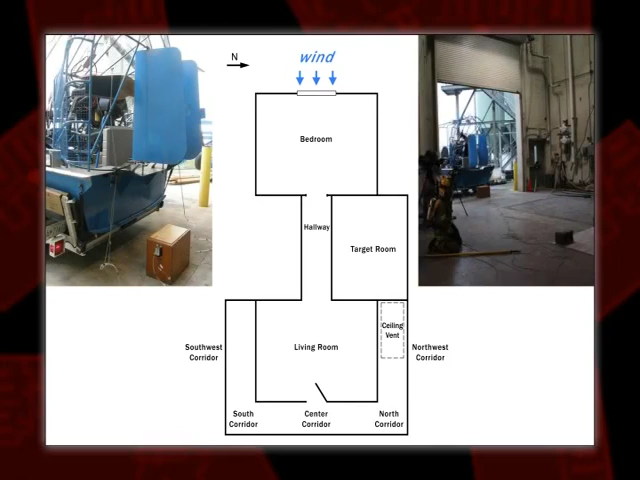 N
wind
Bedroom
Hallway
Target Room
Ceiling
Vent
Southwest
Corridor
Living Room
Northwest
Corridor
South
Corridor
Center
Corridor
North
Corridor